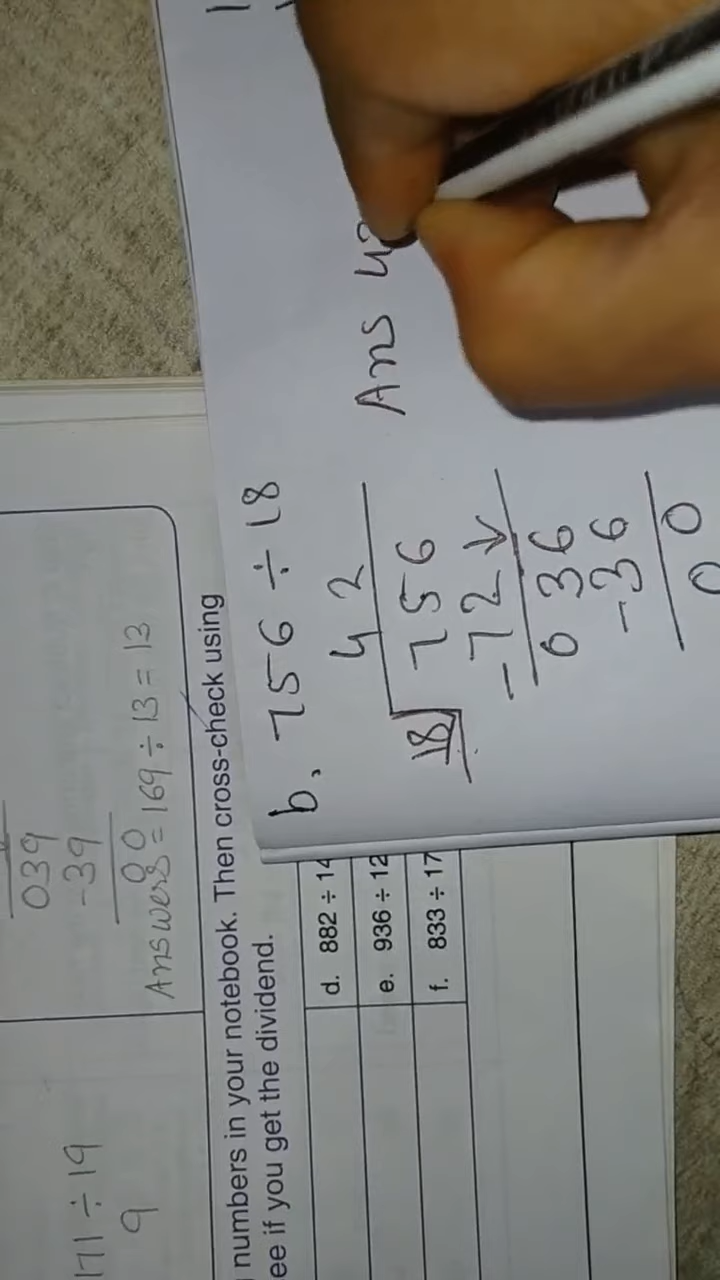 039
-39
00
Answers = 169 ÷ 13 = 13
171 ÷ 19
9
numbers in your notebook. Then cross-check using
ee if you get the dividend.
d. 882 ÷ 14
e. 936 ÷ 12
f. 833 ÷ 17
b. 756 ÷ 18
42 Ans 42
18 756
-72
036
-36
00